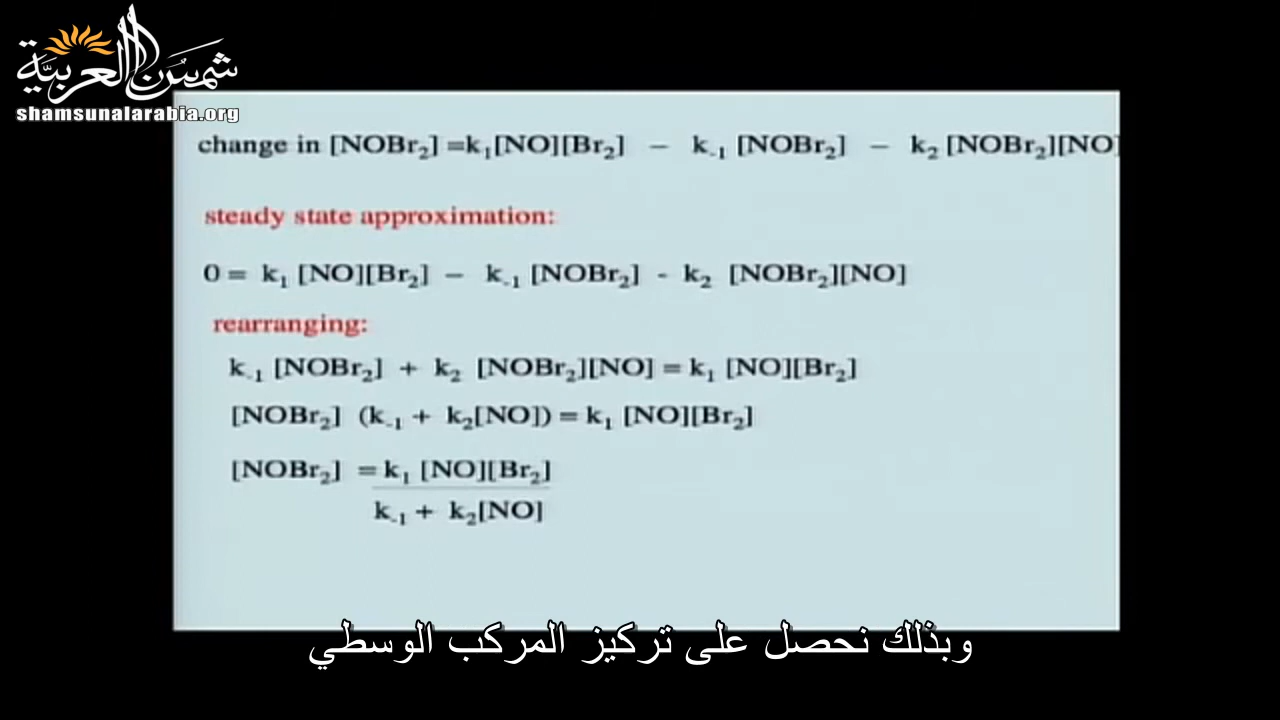 شمس العربية
shamsunalarabia.org
change in [NOBr₂] =k₁[NO][Br₂] – k₋₁ [NOBr₂] – k₂ [NOBr₂][NO]
steady state approximation:
0 = k₁ [NO][Br₂] – k₋₁ [NOBr₂] - k₂ [NOBr₂][NO]
rearranging:
k₋₁ [NOBr₂] + k₂ [NOBr₂][NO] = k₁ [NO][Br₂]
[NOBr₂] (k₋₁ + k₂[NO]) = k₁ [NO][Br₂]
[NOBr₂] = k₁ [NO][Br₂]
k₋₁ + k₂[NO]
وبذلك نحصل على تركيز المركب الوسطي